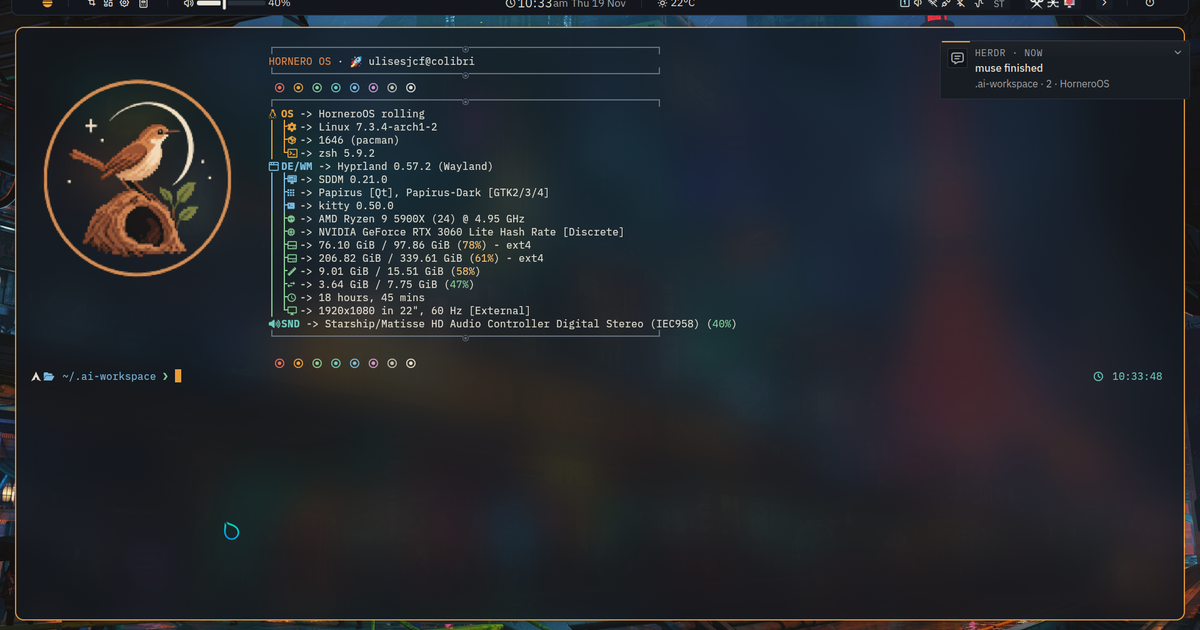 40%
10:33am Thu 19 Nov
22°C
ST
HERDR · NOW
muse finished
.ai-workspace · 2 · HorneroOS
HORNERO OS · 🚀 ulisesjcf@colibri
OS -> HorneroOS rolling
-> Linux 7.3.4-arch1-2
-> 1646 (pacman)
-> zsh 5.9.2
DE/WM -> Hyprland 0.57.2 (Wayland)
-> SDDM 0.21.0
-> Papirus [Qt], Papirus-Dark [GTK2/3/4]
-> kitty 0.50.0
-> AMD Ryzen 9 5900X (24) @ 4.95 GHz
-> NVIDIA GeForce RTX 3060 Lite Hash Rate [Discrete]
-> 76.10 GiB / 97.86 GiB (78%) - ext4
-> 206.82 GiB / 339.61 GiB (61%) - ext4
-> 9.01 GiB / 15.51 GiB (58%)
-> 3.64 GiB / 7.75 GiB (47%)
-> 18 hours, 45 mins
-> 1920x1080 in 22", 60 Hz [External]
SND -> Starship/Matisse HD Audio Controller Digital Stereo (IEC958) (40%)
~/.ai-workspace ❯
10:33:48